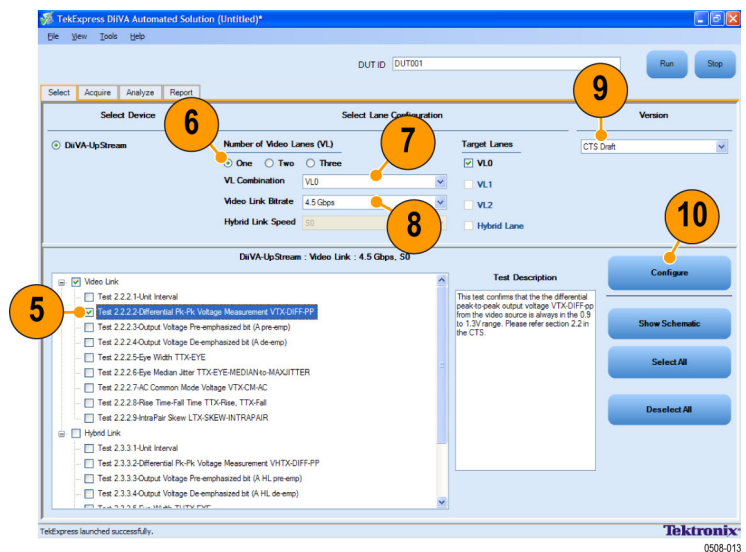 TekExpress DiiVA Automated Solution (Untitled)*
File View Tools Help
DUT ID DUT001
Run Stop
Select Acquire Analyze Report
Select Device
Select Lane Configuration
Version
DiiVA-UpStream
Number of Video Lanes (VL)
One Two Three
VL Combination VL0
Video Link Bitrate 4.5 Gbps
Hybrid Link Speed S0
Target Lanes
VL0
VL1
VL2
Hybrid Lane
CTS Draft
6
7
8
9
10
5
DiiVA-UpStream : Video Link : 4.5 Gbps, S0
Video Link
Test 2.2.2.1-Unit Interval
Test 2.2.2.2-Differential Pk-Pk Voltage Measurement VTX-DIFF-PP
Test 2.2.2.3-Output Voltage Pre-emphasized bit (A pre-emp)
Test 2.2.2.4-Output Voltage De-emphasized bit (A de-emp)
Test 2.2.2.5-Eye Width TTX-EYE
Test 2.2.2.6-Eye Median Jitter TTX-EYE-MEDIAN-to-MAXJITTER
Test 2.2.2.7-AC Common Mode Voltage VTX-CM-AC
Test 2.2.2.8-Rise Time-Fall Time TTX-Rise, TTX-Fall
Test 2.2.2.9-IntraPair Skew LTX-SKEW-INTRAPAIR
Hybrid Link
Test 2.3.3.1-Unit Interval
Test 2.3.3.2-Differential Pk-Pk Voltage Measurement VHTX-DIFF-PP
Test 2.3.3.3-Output Voltage Pre-emphasized bit (A HL pre-emp)
Test 2.3.3.4-Output Voltage De-emphasized bit (A HL de-emp)
Test Description
This test confirms that the the differential
peak-to-peak output voltage VTX-DIFF-pp
from the video source is always in the 0.9
to 1.3V range. Please refer section 2.2 in
the CTS.
Configure
Show Schematic
Select All
Deselect All
TekExpress launched successfully.
Tektronix
0508-013